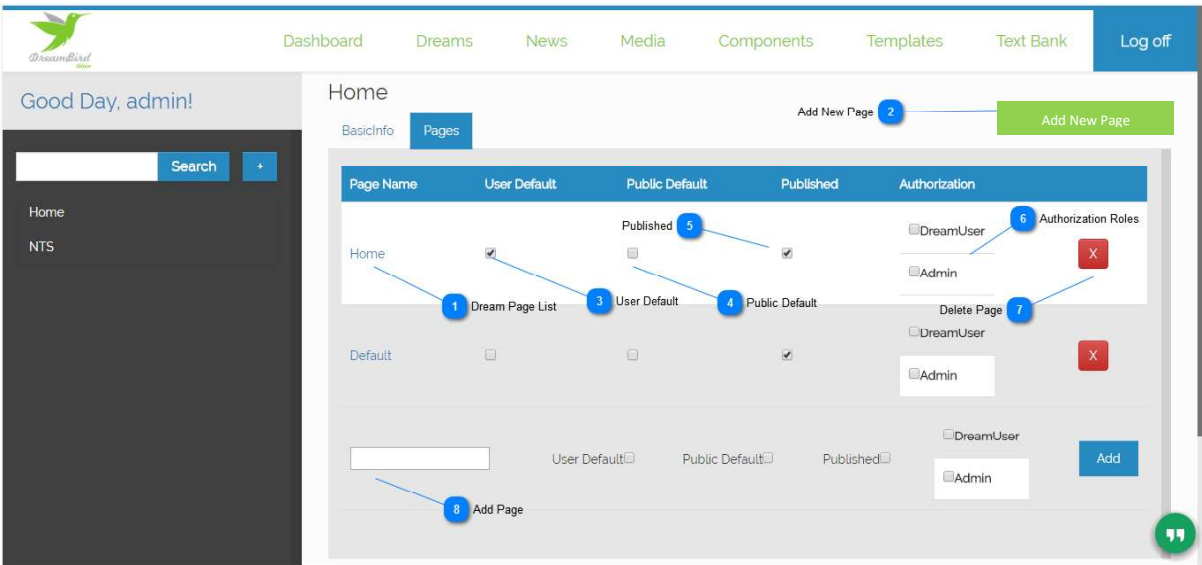 DreamBird
Admin
Dashboard Dreams News Media Components Templates Text Bank Log off
Good Day, admin!
Search +
Home
NTS
Home
Add New Page 2 Add New Page
BasicInfo Pages
Page Name User Default Public Default Published Authorization
Published 5 DreamUser 6 Authorization Roles
Home X
Admin
1 Dream Page List 3 User Default 4 Public Default Delete Page 7
DreamUser
Default X
Admin
DreamUser
User Default Public Default Published Add
Admin
8 Add Page